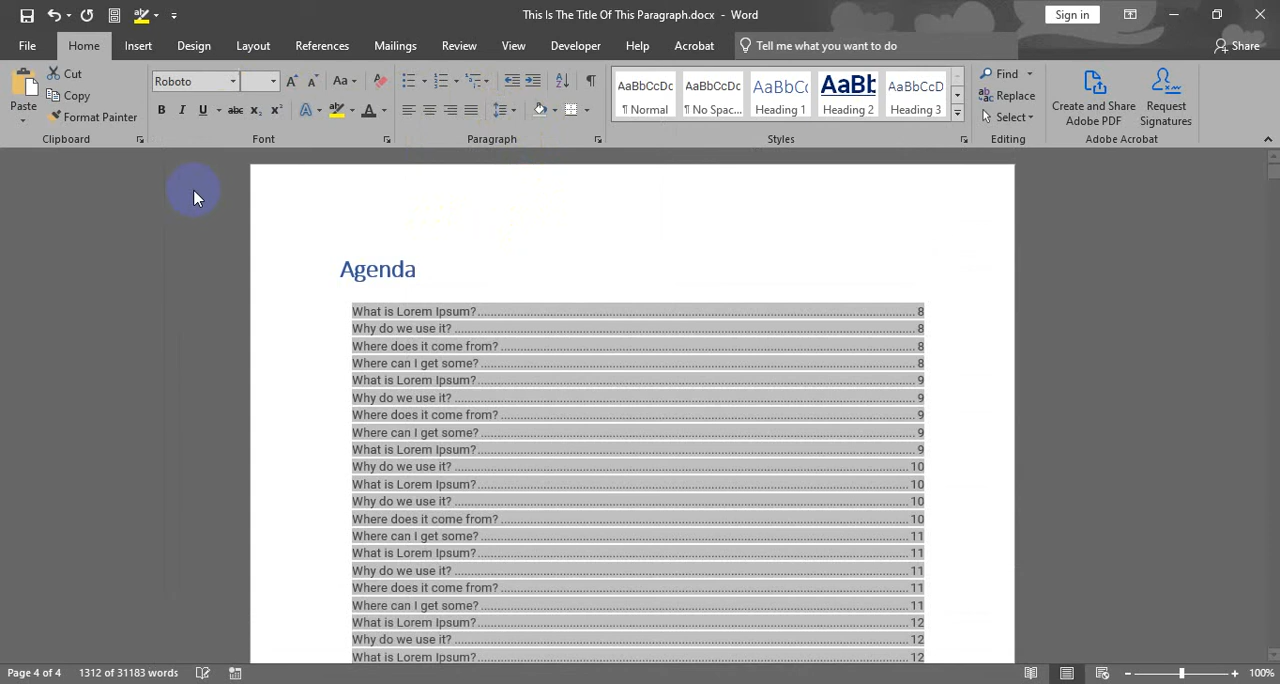 This Is The Title Of This Paragraph.docx - Word
Sign in
File Home Insert Design Layout References Mailings Review View Developer Help Acrobat Tell me what you want to do Share
Paste
Cut
Copy
Format Painter
Clipboard
Roboto
Aa
B I U abc x₂ x² A ab A
Font
Paragraph
AaBbCcDc AaBbCcDc AaBbCc AaBb AaBbCcD
¶ Normal ¶ No Spac... Heading 1 Heading 2 Heading 3
Styles
Find
Replace
Select
Editing
Create and Share Adobe PDF
Request Signatures
Adobe Acrobat
Agenda
What is Lorem Ipsum? 8
Why do we use it? 8
Where does it come from? 8
Where can I get some? 8
What is Lorem Ipsum? 9
Why do we use it? 9
Where does it come from? 9
Where can I get some? 9
What is Lorem Ipsum? 9
Why do we use it? 10
What is Lorem Ipsum? 10
Why do we use it? 10
Where does it come from? 10
Where can I get some? 11
What is Lorem Ipsum? 11
Why do we use it? 11
Where does it come from? 11
Where can I get some? 11
What is Lorem Ipsum? 12
Why do we use it? 12
What is Lorem Ipsum? 12
Page 4 of 4 1312 of 31183 words 100%